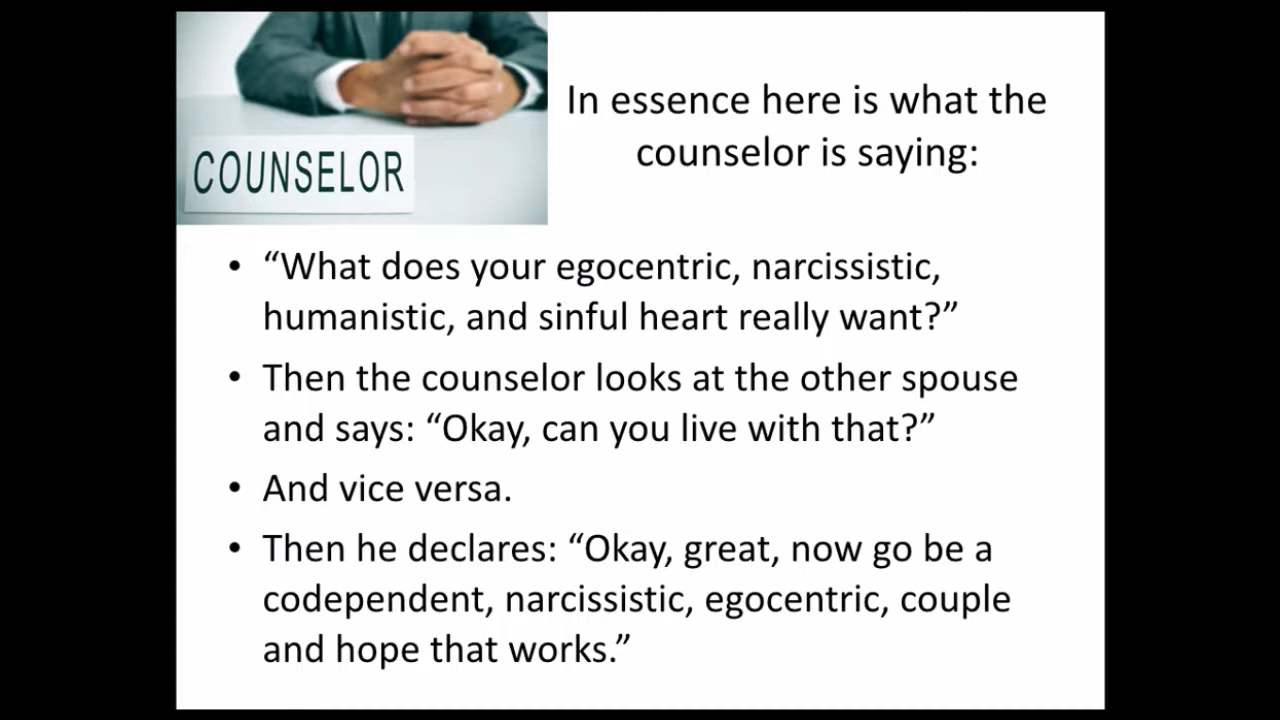 COUNSELOR
In essence here is what the
counselor is saying:
• “What does your egocentric, narcissistic,
humanistic, and sinful heart really want?”
• Then the counselor looks at the other spouse
and says: “Okay, can you live with that?”
• And vice versa.
• Then he declares: “Okay, great, now go be a
codependent, narcissistic, egocentric, couple
and hope that works.”